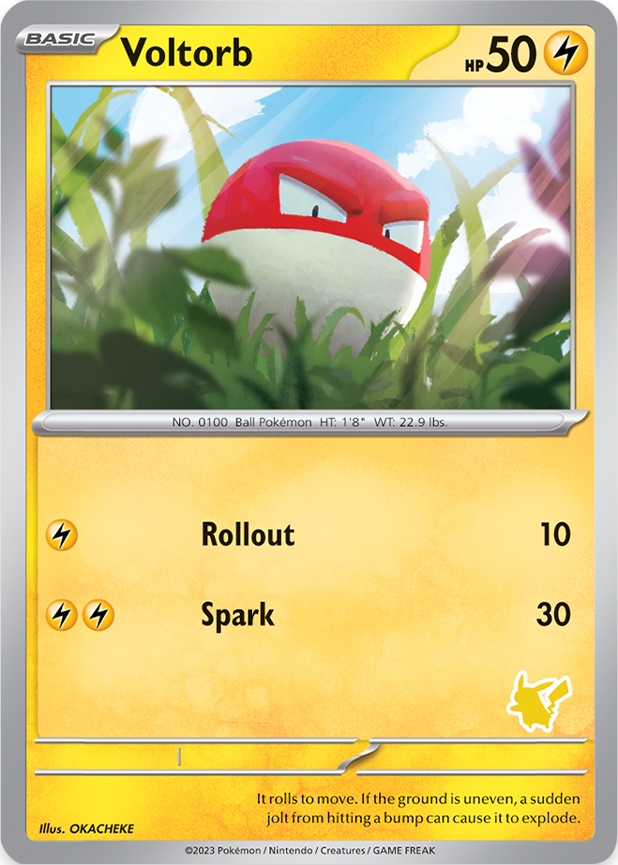 BASIC
Voltorb
HP 50
NO. 0100 Ball Pokémon HT: 1'8" WT: 22.9 lbs.
Rollout 10
Spark 30
It rolls to move. If the ground is uneven, a sudden
jolt from hitting a bump can cause it to explode.
Illus. OKACHEKE
©2023 Pokémon / Nintendo / Creatures / GAME FREAK